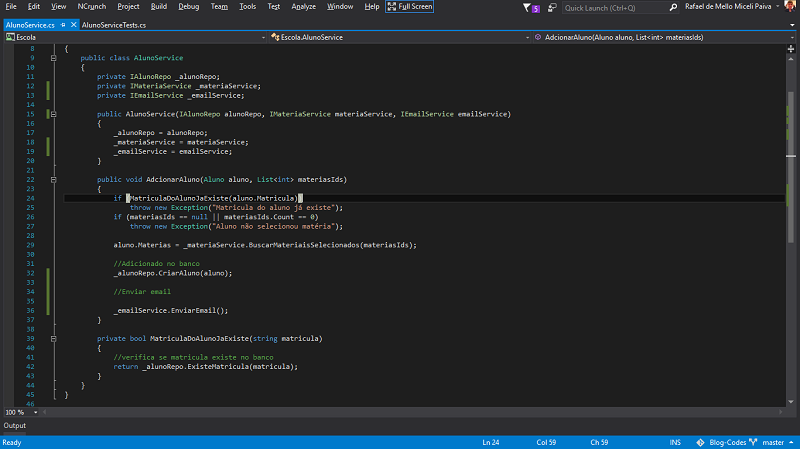 File Edit View NCrunch Project Build Debug Team Tools Test Analyze Window Help Full Screen 5 Quick Launch (Ctrl+Q) Rafael de Mello Miceli Paiva
AlunoService.cs AlunoServiceTests.cs
Escola Escola.AlunoService AdcionarAluno(Aluno aluno, List<int> materiasIds)
8 {
9 public class AlunoService
10 {
11 private IAlunoRepo _alunoRepo;
12 private IMateriaService _materiaService;
13 private IEmailService _emailService;
14
15 public AlunoService(IAlunoRepo alunoRepo, IMateriaService materiaService, IEmailService emailService)
16 {
17 _alunoRepo = alunoRepo;
18 _materiaService = materiaService;
19 _emailService = emailService;
20 }
21
22 public void AdcionarAluno(Aluno aluno, List<int> materiasIds)
23 {
24 if (MatriculaDoAlunoJaExiste(aluno.Matricula))
25 throw new Exception("Matricula do aluno já existe");
26 if (materiasIds == null || materiasIds.Count == 0)
27 throw new Exception("Aluno não selecionou matéria");
28
29 aluno.Materias = _materiaService.BuscarMateriaisSelecionados(materiasIds);
30
31 //Adicionado no banco
32 _alunoRepo.CriarAluno(aluno);
33
34 //Enviar email
35
36 _emailService.EnviarEmail();
37 }
38
39 private bool MatriculaDoAlunoJaExiste(string matricula)
40 {
41 //verifica se matricula existe no banco
42 return _alunoRepo.ExisteMatricula(matricula);
43 }
44 }
45 }
46
100 %
Output
Ready Ln 24 Col 59 Ch 59 INS Blog-Codes master